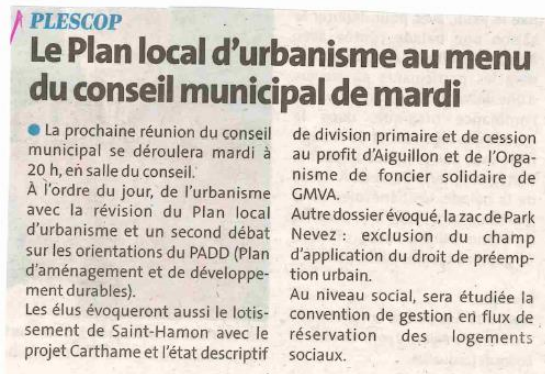 PLESCOP
Le Plan local d'urbanisme au menu
du conseil municipal de mardi
● La prochaine réunion du conseil
municipal se déroulera mardi à
20 h, en salle du conseil.
À l'ordre du jour, de l'urbanisme
avec la révision du Plan local
d'urbanisme et un second débat
sur les orientations du PADD (Plan
d'aménagement et de développe-
ment durables).
Les élus évoqueront aussi le lotis-
sement de Saint-Hamon avec le
projet Carthame et l'état descriptif
de division primaire et de cession
au profit d'Aiguillon et de l'Orga-
nisme de foncier solidaire de
GMVA.
Autre dossier évoqué, la zac de Park
Nevez : exclusion du champ
d'application du droit de préemp-
tion urbain.
Au niveau social, sera étudiée la
convention de gestion en flux de
réservation des logements
sociaux.